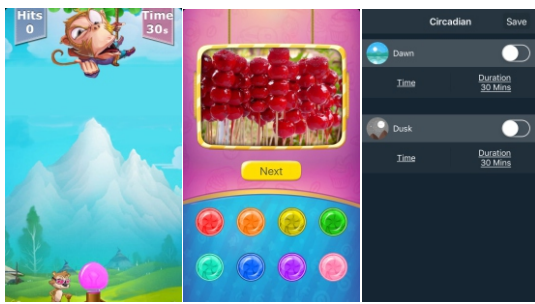 Hits
0
Time
30s
Next
Circadian
Save
Dawn
Time
Duration
30 Mins
Dusk
Time
Duration
30 Mins